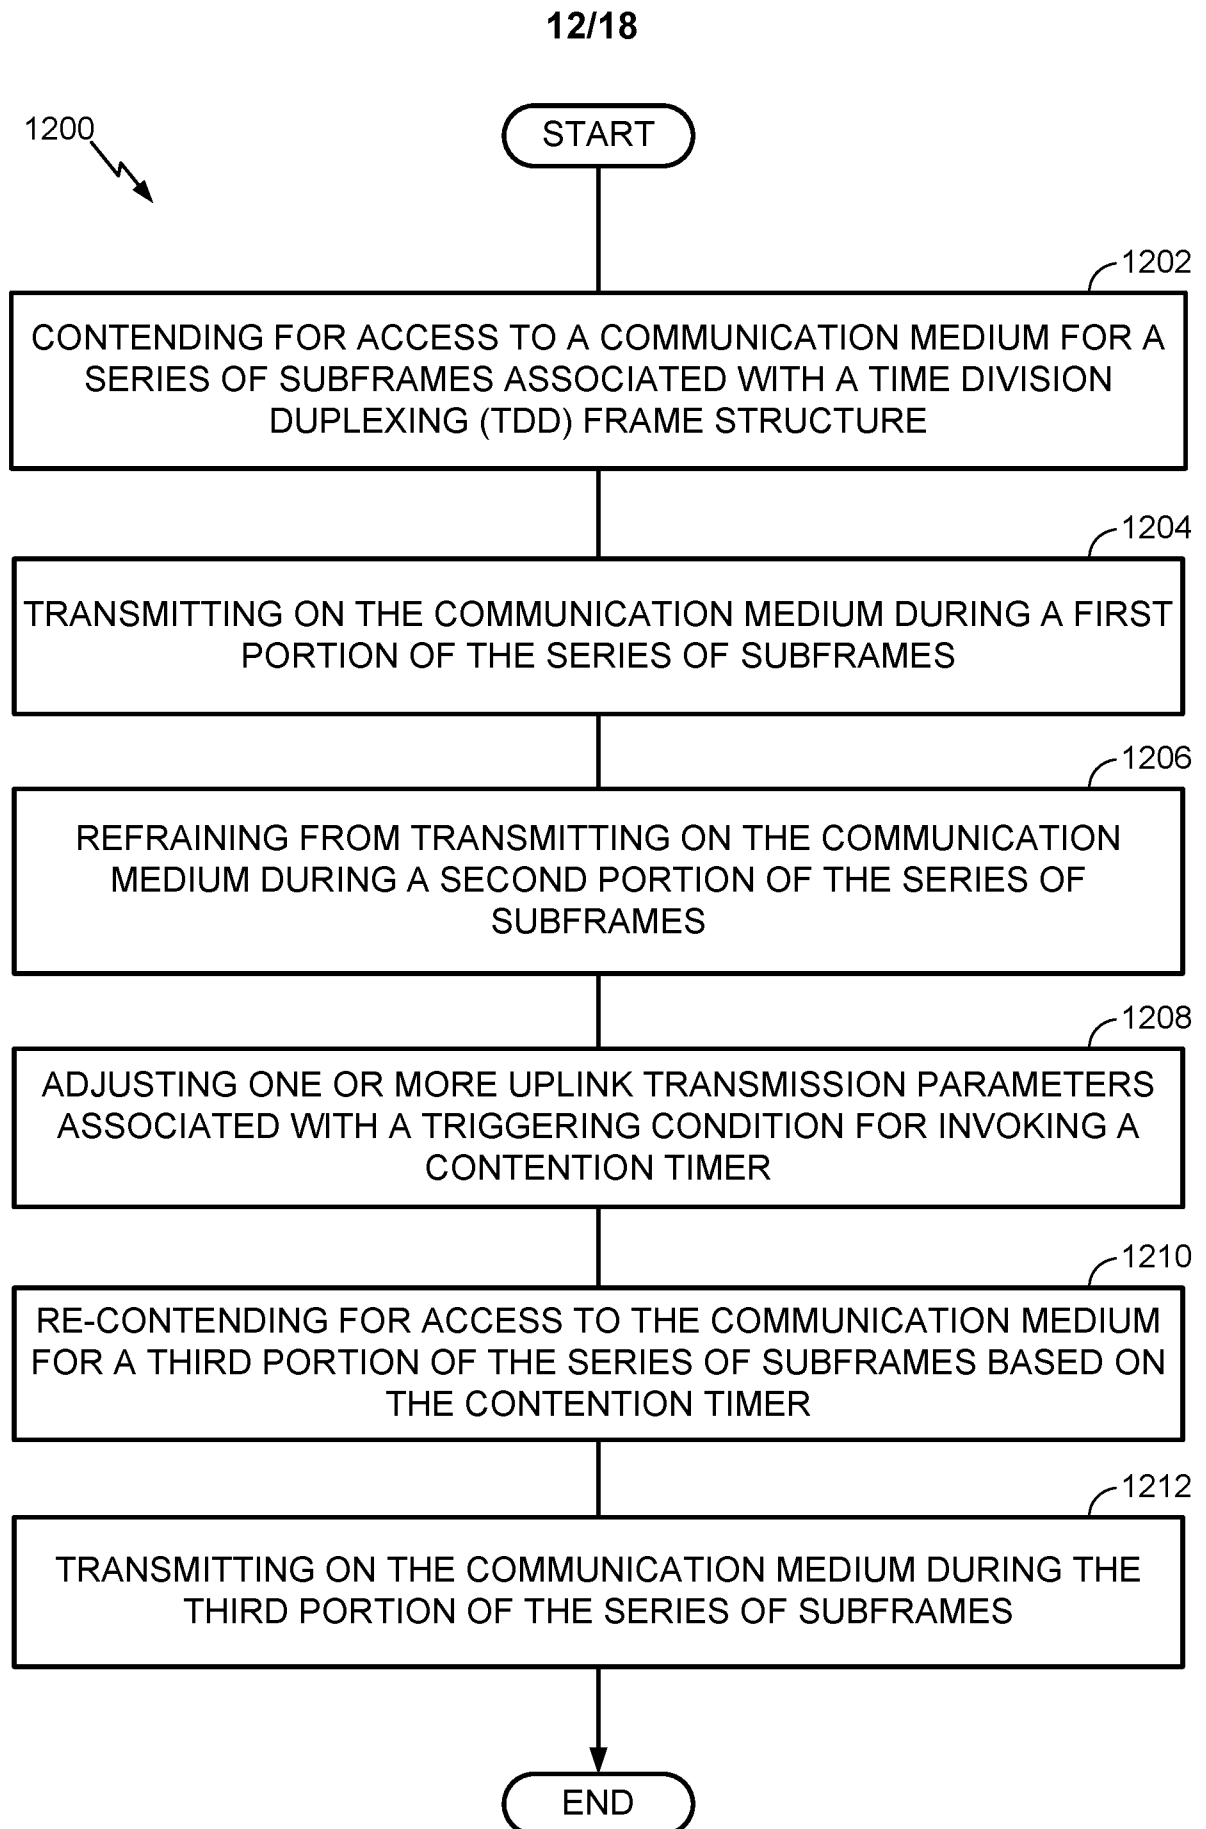 12/18
START
1200
1202
CONTENDING FOR ACCESS TO A COMMUNICATION MEDIUM FOR A
SERIES OF SUBFRAMES ASSOCIATED WITH A TIME DIVISION
DUPLEXING (TDD) FRAME STRUCTURE
1204
TRANSMITTING ON THE COMMUNICATION MEDIUM DURING A FIRST
PORTION OF THE SERIES OF SUBFRAMES
1206
REFRAINING FROM TRANSMITTING ON THE COMMUNICATION
MEDIUM DURING A SECOND PORTION OF THE SERIES OF
SUBFRAMES
1208
ADJUSTING ONE OR MORE UPLINK TRANSMISSION PARAMETERS
ASSOCIATED WITH A TRIGGERING CONDITION FOR INVOKING A
CONTENTION TIMER
1210
RE-CONTENDING FOR ACCESS TO THE COMMUNICATION MEDIUM
FOR A THIRD PORTION OF THE SERIES OF SUBFRAMES BASED ON
THE CONTENTION TIMER
1212
TRANSMITTING ON THE COMMUNICATION MEDIUM DURING THE
THIRD PORTION OF THE SERIES OF SUBFRAMES
END